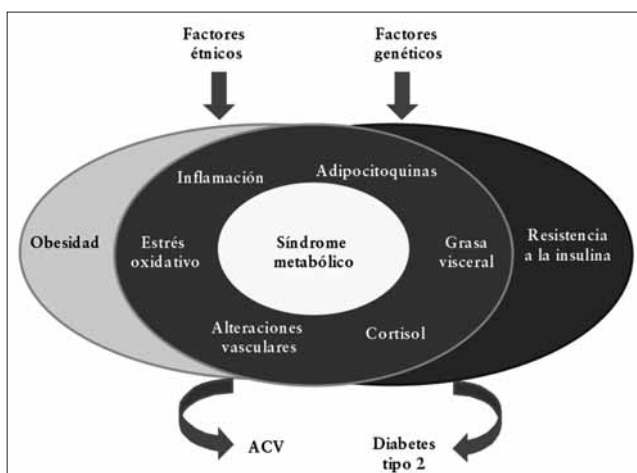 Factores
étnicos
Factores
genéticos
Inflamación
Adipocitoquinas
Obesidad
Estrés
oxidativo
Síndrome
metabólico
Grasa
visceral
Resistencia
a la insulina
Alteraciones
vasculares
Cortisol
ACV
Diabetes
tipo 2